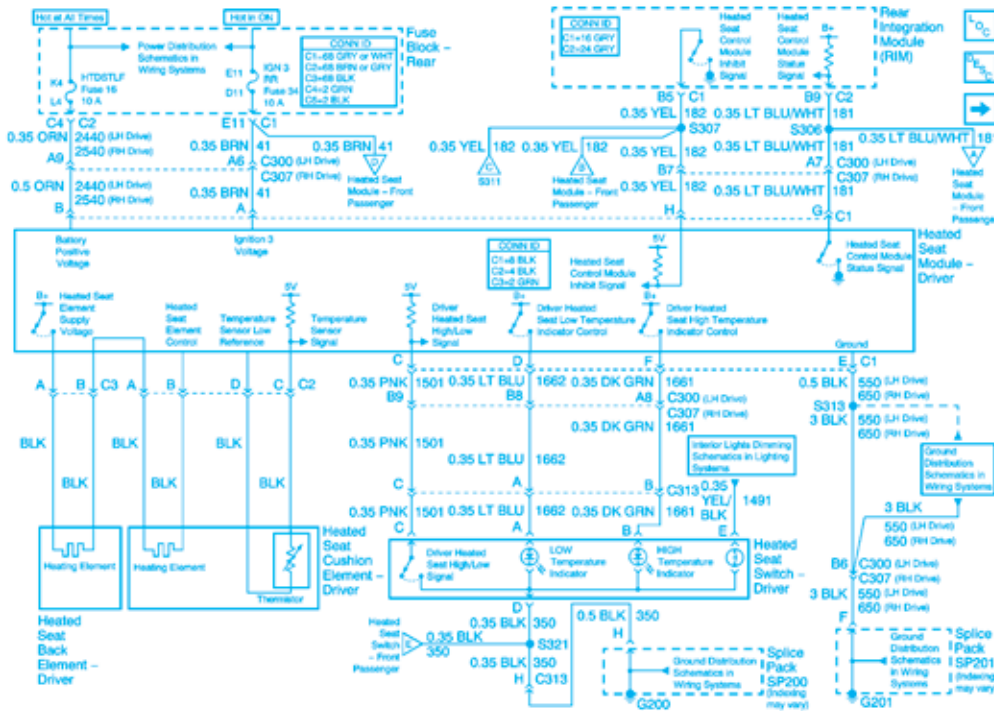 Hot at All Times
Hot in ON
Power Distribution
Schematics in
Wiring Systems
Fuse
Block –
Rear
CONN ID
C1=68 GRY or WHT
C2=68 BRN or GRY
C3=68 BLK
C4=2 GRN
C5=2 BLK
K4
HTDSTLF
Fuse 16
10 A
L4
E11
IGN 3
RR
Fuse 34
D11
10 A
C4
C2
E11
C1
CONN ID
C1=16 GRY
C2=24 GRY
Heated
Seat
Control
Module
Inhibit
Signal
Heated
Seat
Control
Module
Status
Signal
B+
Rear
Integration
Module
(RIM)
LOC
DESC
B5
C1
B9
C2
0.35 ORN
2440 (LH Drive)
2540 (RH Drive)
0.35 BRN
41
0.35 BRN
41
D
Heated Seat
Module – Front
Passenger
A9
A6
C300 (LH Drive)
C307 (RH Drive)
0.5 ORN
2440 (LH Drive)
2540 (RH Drive)
0.35 BRN
41
B
A
0.35 YEL
182
0.35 LT BLU/WHT
181
S307
S306
0.35 YEL
182
0.35 YEL
182
0.35 YEL
182
0.35 LT BLU/WHT
181
0.35 LT BLU/WHT
181
C
S311
Heated Seat
Module – Front
Passenger
A
Heated
Seat
Module
– Front
Passenger
B7
A7
C300 (LH Drive)
C307 (RH Drive)
0.35 YEL
182
0.35 LT BLU/WHT
181
H
G
C1
Battery
Positive
Voltage
Ignition 3
Voltage
CONN ID
C1=8 BLK
C2=4 BLK
C3=2 GRN
5V
Heated Seat
Control Module
Inhibit Signal
Heated Seat
Control Module
Status Signal
Heated
Seat
Module –
Driver
B+
Heated Seat
Element
Supply
Voltage
Heated
Seat
Element
Control
Temperature
Sensor Low
Reference
5V
Temperature
Sensor
Signal
5V
Driver
Heated Seat
High/Low
Signal
B+
Driver Heated
Seat Low Temperature
Indicator Control
B+
Driver Heated
Seat High Temperature
Indicator Control
Ground
A
B
C3
A
B
D
C
C2
C
D
F
E
C1
0.35 PNK
1501
0.35 LT BLU
1662
0.35 DK GRN
1661
0.5 BLK
550 (LH Drive)
650 (RH Drive)
B9
B8
A8
C300 (LH Drive)
C307 (RH Drive)
S313
3 BLK
550 (LH Drive)
650 (RH Drive)
BLK
BLK
BLK
BLK
BLK
BLK
0.35 PNK
1501
0.35 LT BLU
1662
0.35 DK GRN
1661
Interior Lights Dimming
Schematics in Lighting
Systems
Ground
Distribution
Schematics in
Wiring Systems
C
A
B
C313
0.35
YEL/
BLK
1491
3 BLK
550 (LH Drive)
650 (RH Drive)
0.35 PNK
1501
0.35 LT BLU
1662
0.35 DK GRN
1661
C
A
B
E
Heating Element
Heating Element
Thermistor
Heated
Seat
Cushion
Element –
Driver
Driver Heated
Seat High/Low
Signal
LOW
Temperature
Indicator
HIGH
Temperature
Indicator
Heated
Seat
Switch –
Driver
B6
C300 (LH Drive)
C307 (RH Drive)
3 BLK
550 (LH Drive)
650 (RH Drive)
F
Heated
Seat
Back
Element –
Driver
D
0.35 BLK
350
Heated
Seat
Switch
– Front
Passenger
0.35 BLK
350
S321
0.35 BLK
350
H
C313
0.5 BLK
350
H
Ground Distribution
Schematics in
Wiring Systems
Splice
Pack
SP200
(Indexing
may vary)
G200
Ground
Distribution
Schematics
in Wiring
Systems
Splice
Pack
SP201
(Indexing
may vary)
G201